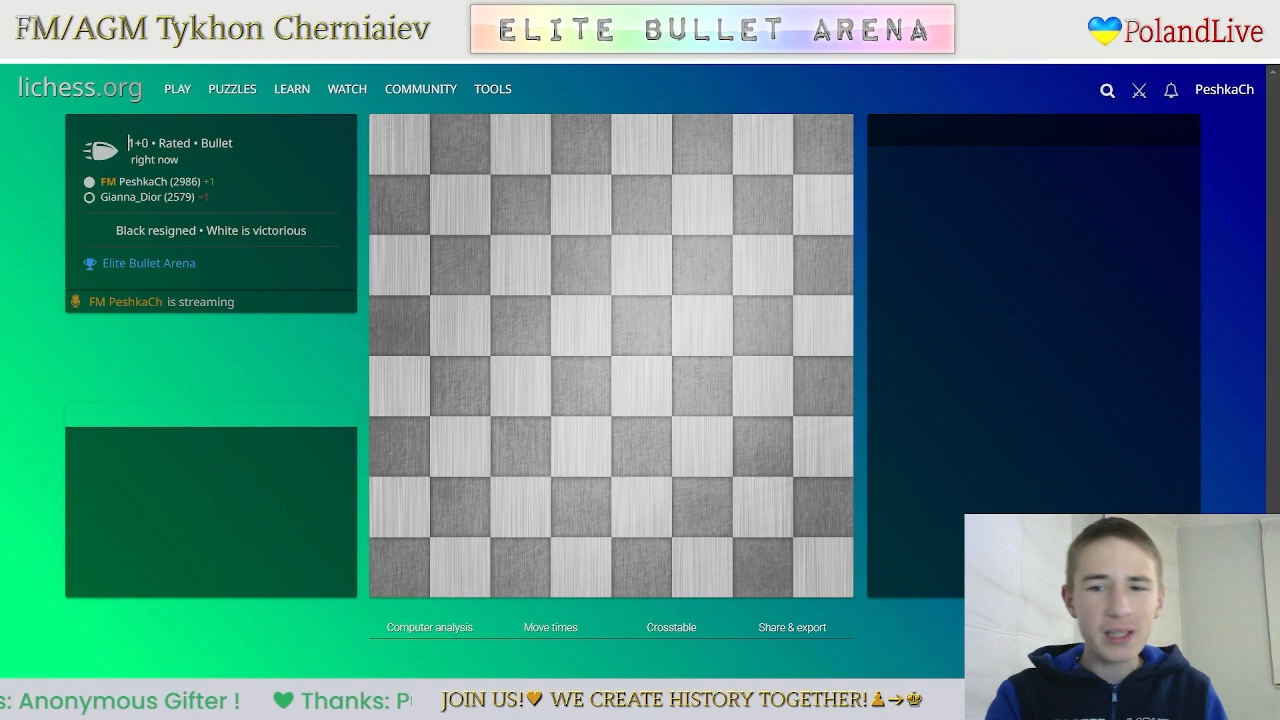 FM/AGM Tykhon Cherniaiev
ELITE BULLET ARENA
PolandLive
lichess.org PLAY PUZZLES LEARN WATCH COMMUNITY TOOLS PeshkaCh
1+0 • Rated • Bullet
right now
FM PeshkaCh (2986) +1
Gianna_Dior (2579) −1
Black resigned • White is victorious
Elite Bullet Arena
FM PeshkaCh is streaming
Computer analysis Move times Crosstable Share & export
s: Anonymous Gifter ! Thanks: P
JOIN US! WE CREATE HISTORY TOGETHER!